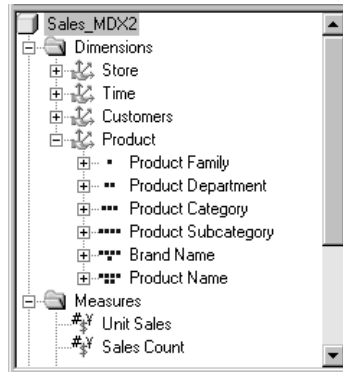 Sales_MDX2
Dimensions
Store
Time
Customers
Product
Product Family
Product Department
Product Category
Product Subcategory
Brand Name
Product Name
Measures
Unit Sales
Sales Count